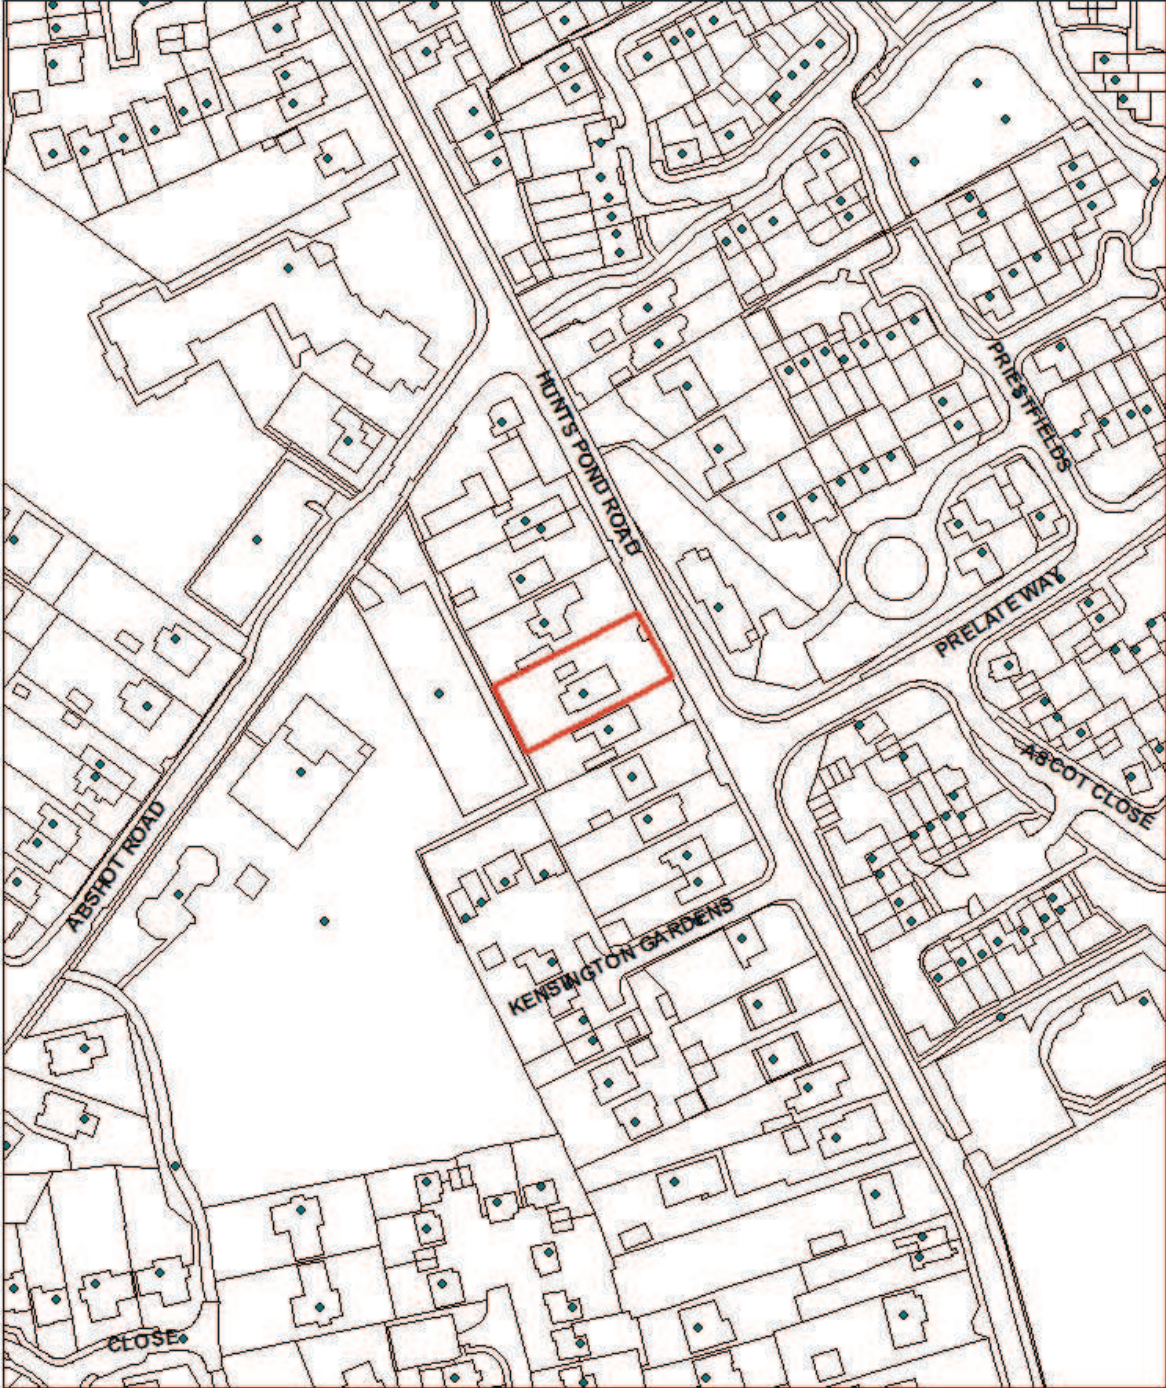 HUNTS POND ROAD
PRIESTFIELDS
PRELATE WAY
ASCOT CLOSE
ABSHOT ROAD
KENSINGTON GARDENS
CLOSE